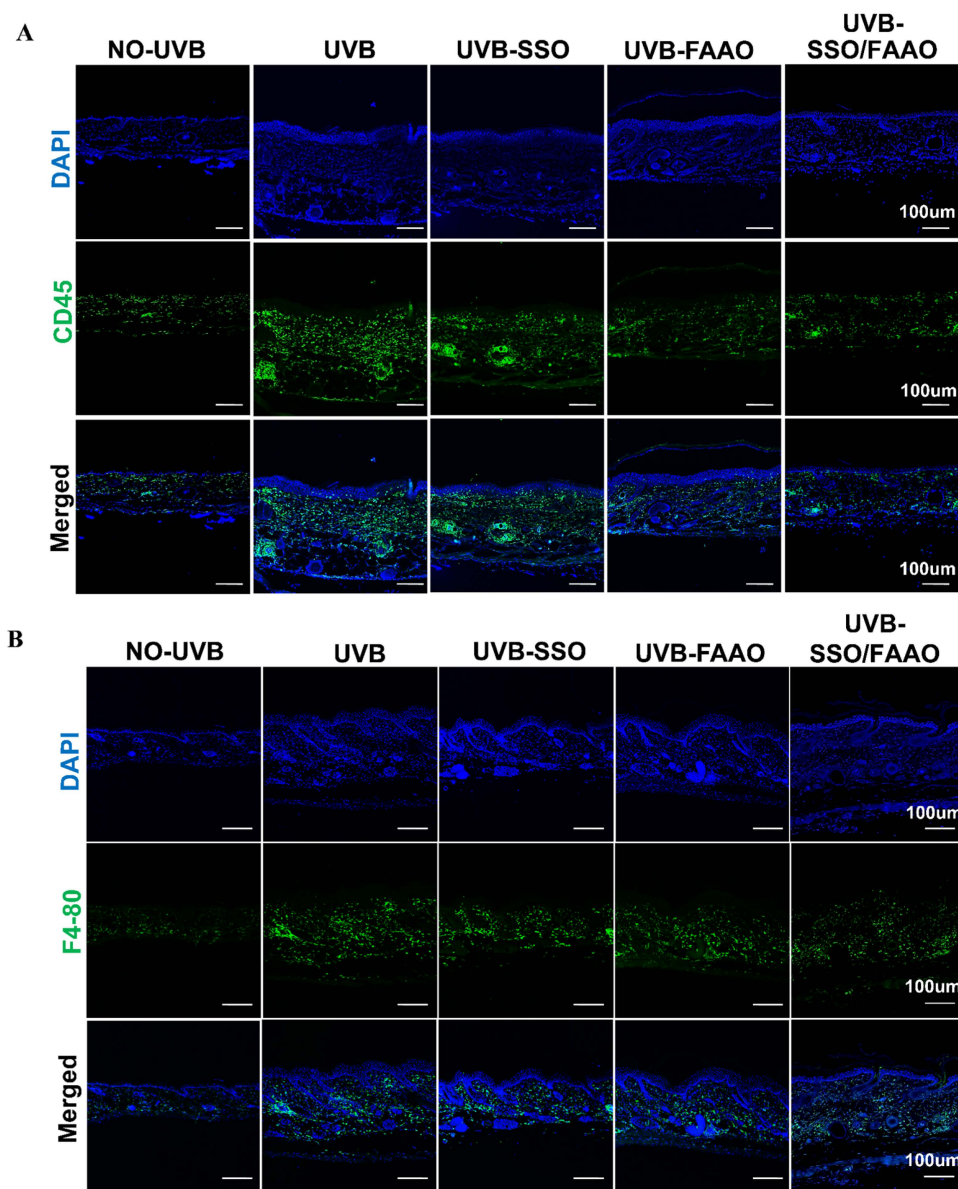 A
NO-UVB
UVB
UVB-SSO
UVB-FAAO
UVB-
SSO/FAAO
DAPI
100um
CD45
100um
Merged
100um
B
NO-UVB
UVB
UVB-SSO
UVB-FAAO
UVB-
SSO/FAAO
DAPI
100um
F4-80
100um
Merged
100um